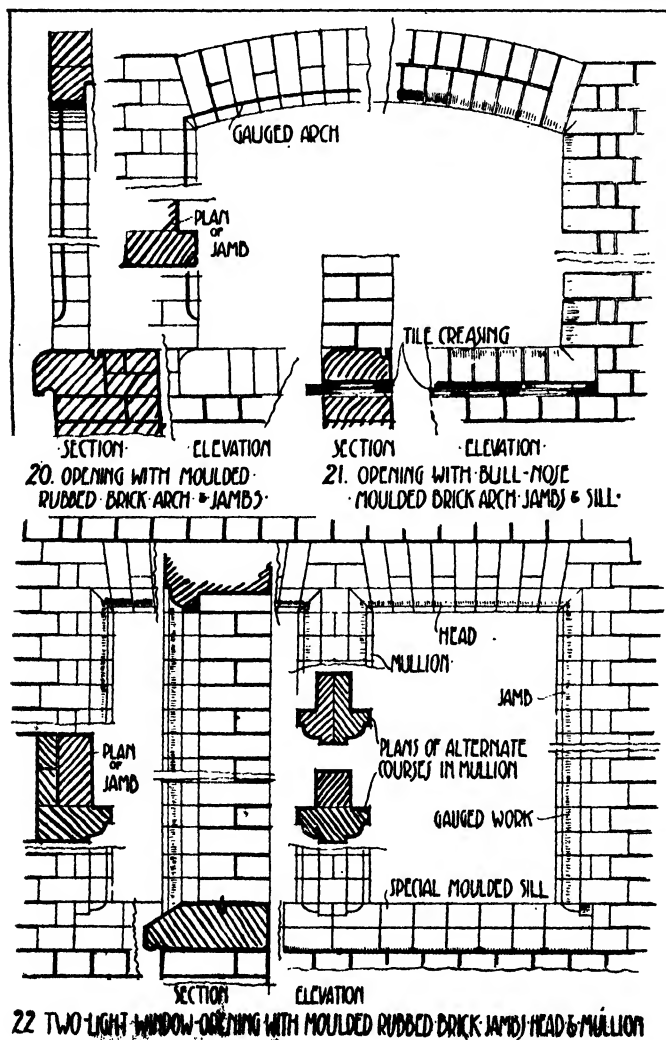 GAUGED ARCH
PLAN
OF
JAMB
TILE CREASING
·SECTION· ·ELEVATION
20. OPENING WITH MOULDED·
RUBBED·BRICK·ARCH·&·JAMBS·
SECTION ·ELEVATION·
21. OPENING WITH BULL-NOSE
·MOULDED BRICK ARCH·JAMBS & SILL·
HEAD
MULLION
JAMB
PLAN
OF
JAMB
PLANS OF ALTERNATE
COURSES IN MULLION
GAUGED WORK
SPECIAL MOULDED SILL
SECTION ELEVATION
22 TWO·LIGHT·WINDOW·OPENING WITH MOULDED RUBBED·BRICK·JAMBS·HEAD·&·MULLION